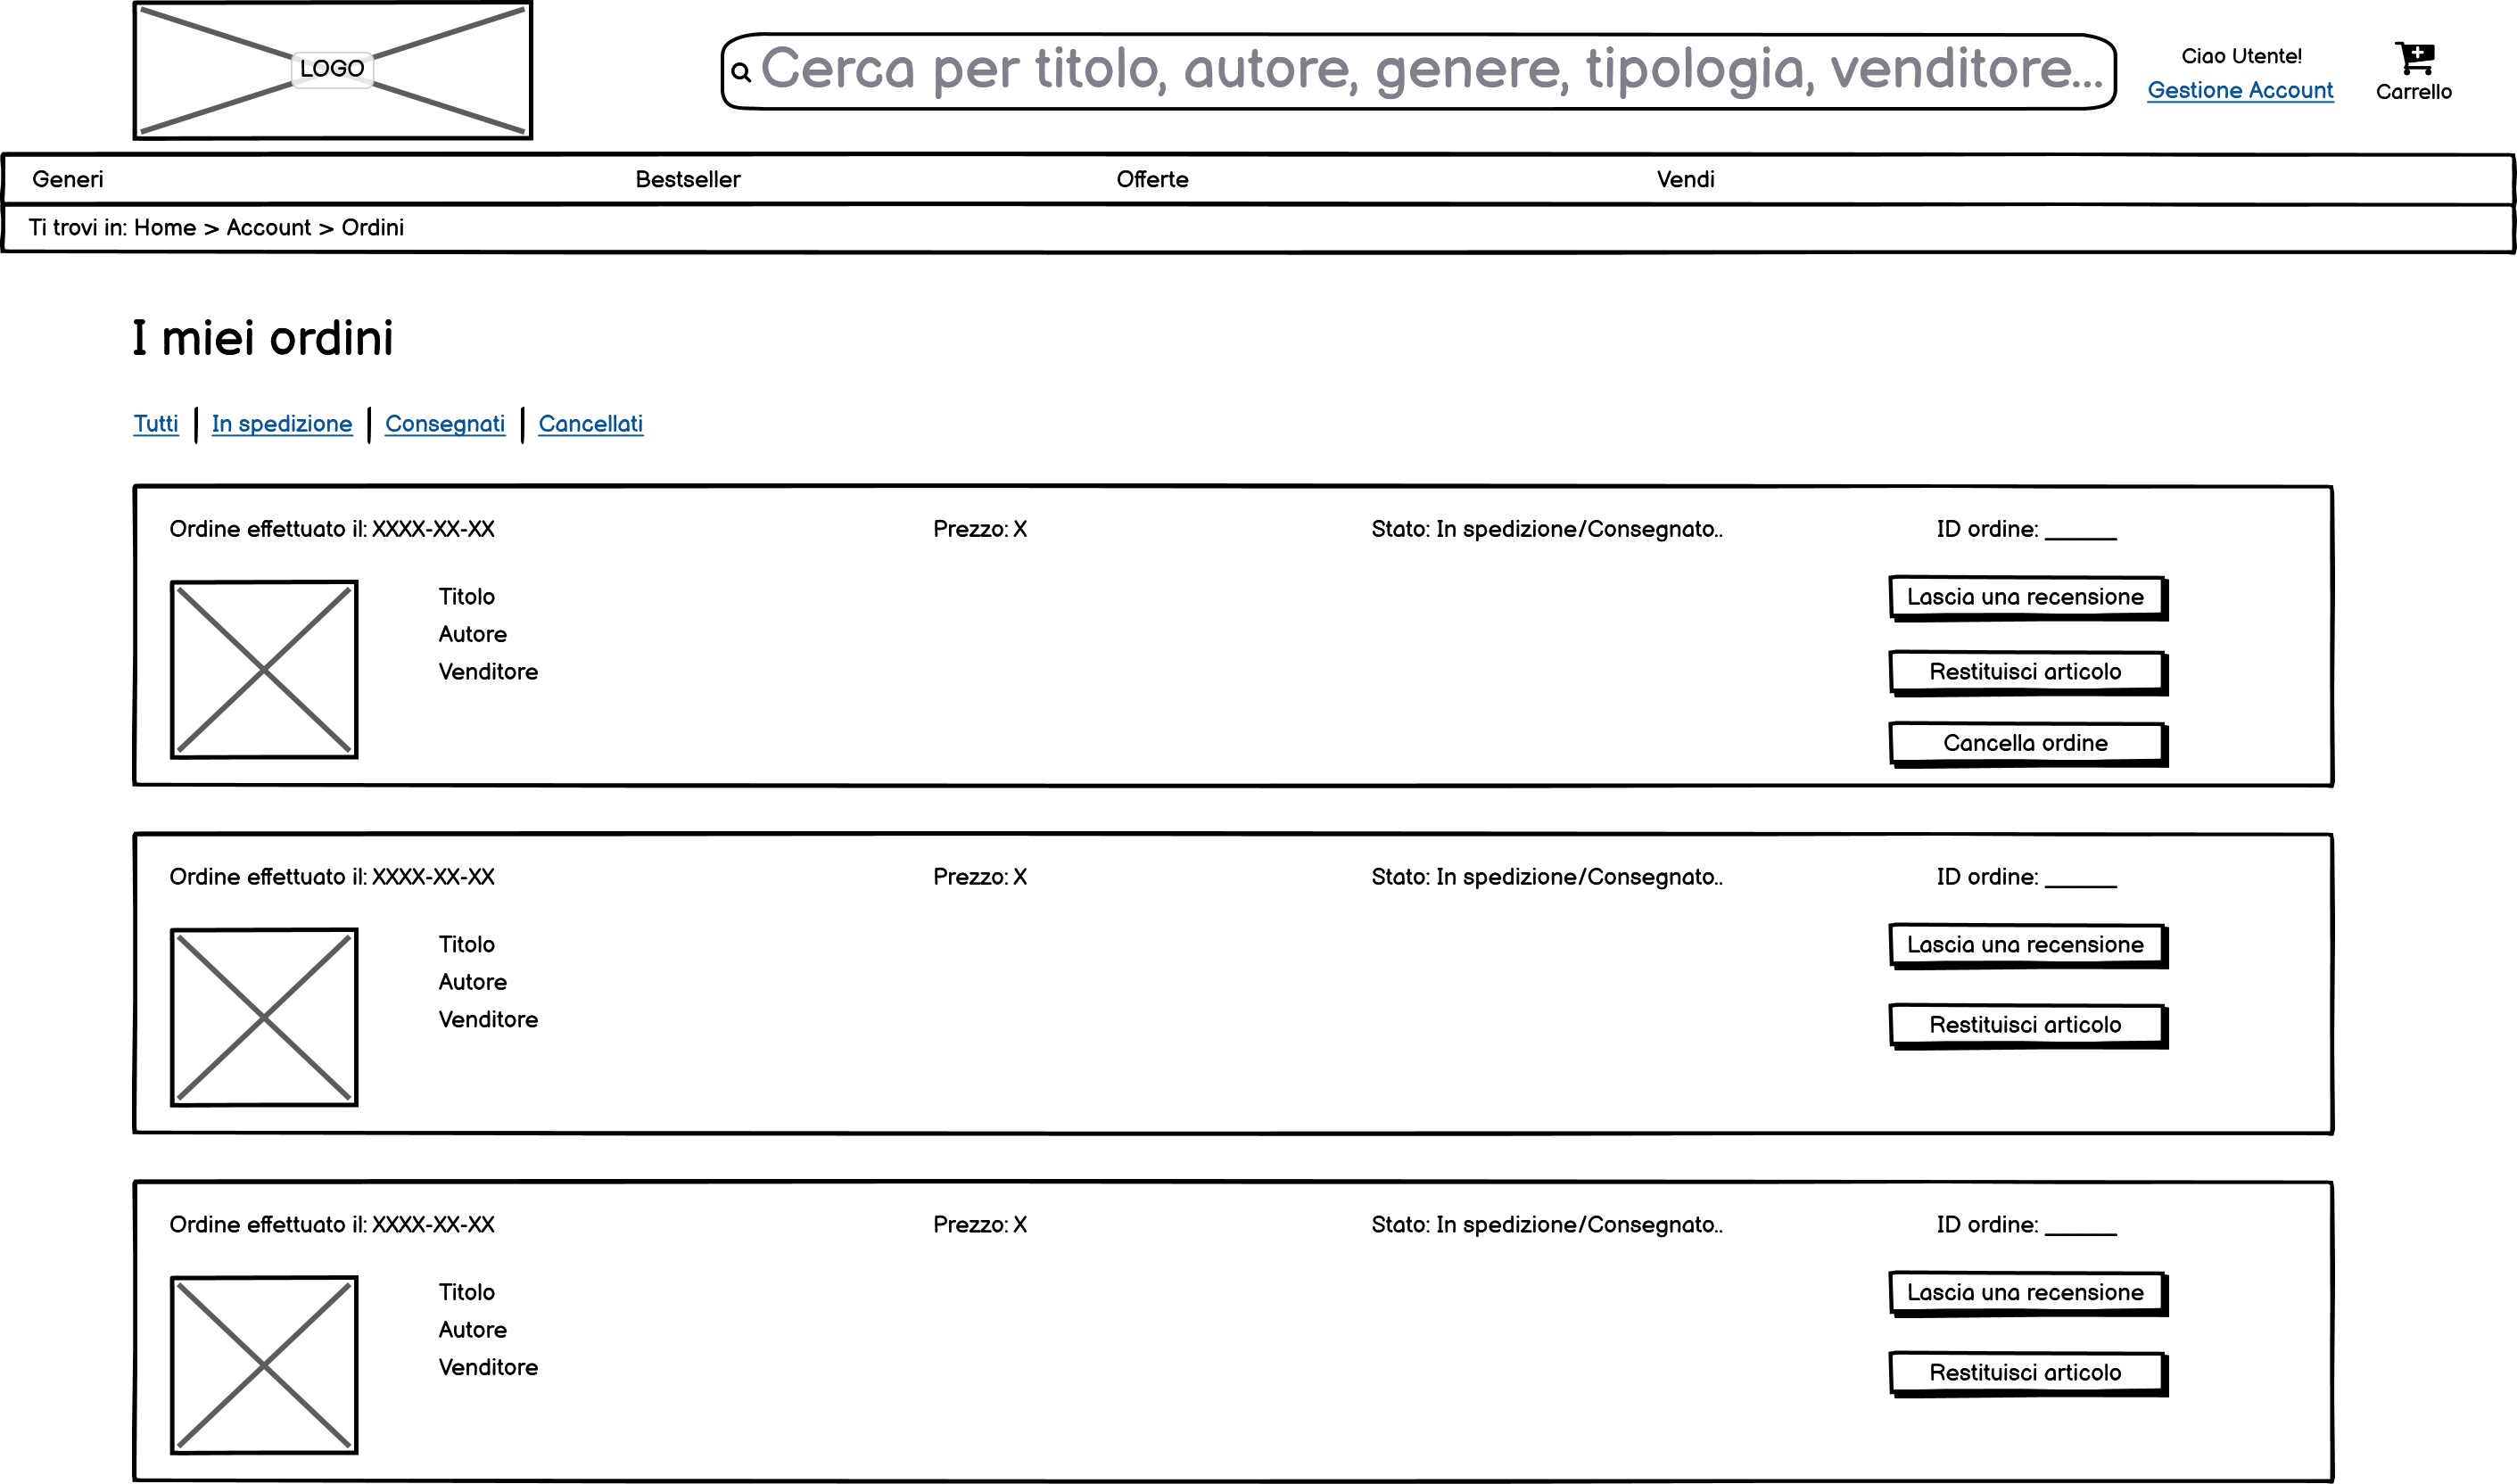 LOGO
Cerca per titolo, autore, genere, tipologia, venditore...
Ciao Utente!
Gestione Account
Carrello
Generi Bestseller Offerte Vendi
Ti trovi in: Home > Account > Ordini
I miei ordini
Tutti In spedizione Consegnati Cancellati
Ordine effettuato il: XXXX-XX-XX Prezzo: X Stato: In spedizione/Consegnato.. ID ordine: ______
Titolo
Autore
Venditore
Lascia una recensione
Restituisci articolo
Cancella ordine
Ordine effettuato il: XXXX-XX-XX Prezzo: X Stato: In spedizione/Consegnato.. ID ordine: ______
Titolo
Autore
Venditore
Lascia una recensione
Restituisci articolo
Ordine effettuato il: XXXX-XX-XX Prezzo: X Stato: In spedizione/Consegnato.. ID ordine: ______
Titolo
Autore
Venditore
Lascia una recensione
Restituisci articolo